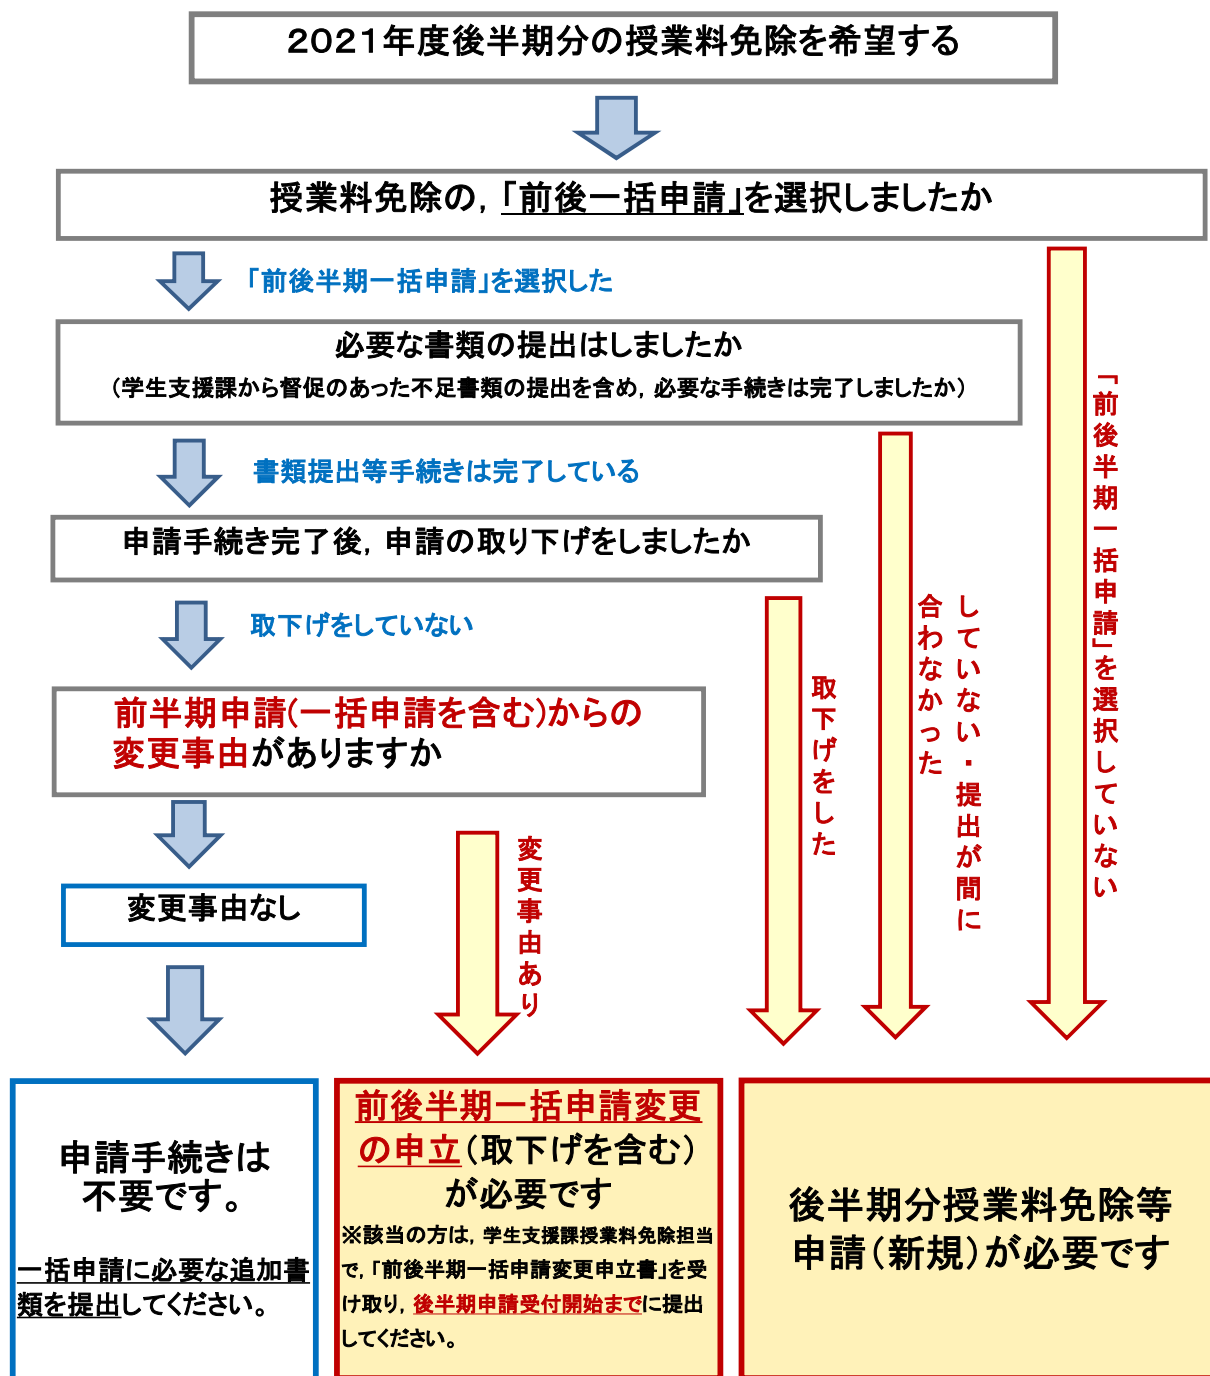 2021年度後半期分の授業料免除を希望する
授業料免除の，「前後一括申請」を選択しましたか
「前後半期一括申請」を選択した
必要な書類の提出はしましたか
（学生支援課から督促のあった不足書類の提出を含め，必要な手続きは完了しましたか）
書類提出等手続きは完了している
申請手続き完了後，申請の取り下げをしましたか
取下げをしていない
前半期申請(一括申請を含む)からの
変更事由がありますか
変更事由なし
変更事由あり
取下げをした
していない・提出が間に
合わなかった
「前後半期一括申請」を選択していない
申請手続きは
不要です。
一括申請に必要な追加書
類を提出してください。
前後半期一括申請変更
の申立（取下げを含む）
が必要です
※該当の方は，学生支援課授業料免除担当
で，「前後半期一括申請変更申立書」を受
け取り，後半期申請受付開始までに提出
してください。
後半期分授業料免除等
申請（新規）が必要です